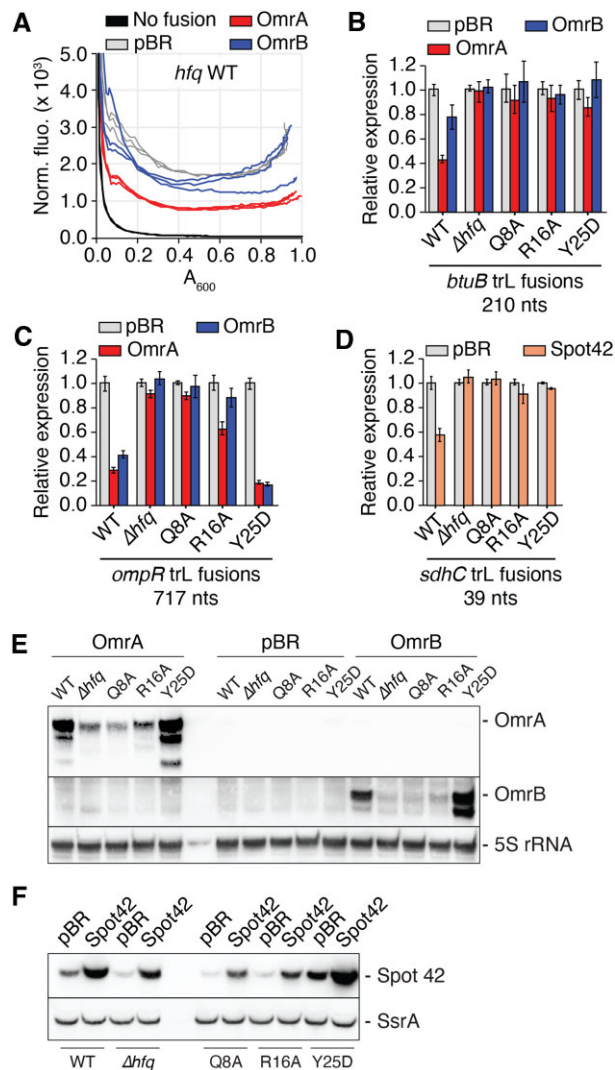 A
No fusion
OmrA
pBR
OmrB
hfq WT
Norm. fluo. (x 10³)
5.0
4.0
3.0
2.0
1.0
0.0 0.2 0.4 0.6 0.8 1.0
A600
B
pBR
OmrB
OmrA
Relative expression
1.2
1.0
0.8
0.6
0.4
0.2
0.0
WT Δhfq Q8A R16A Y25D
btuB trL fusions
210 nts
C
pBR
OmrB
OmrA
Relative expression
1.2
1.0
0.8
0.6
0.4
0.2
0.0
WT Δhfq Q8A R16A Y25D
ompR trL fusions
717 nts
D
pBR
Spot42
Relative expression
1.2
1.0
0.8
0.6
0.4
0.2
0.0
WT Δhfq Q8A R16A Y25D
sdhC trL fusions
39 nts
E
OmrA pBR OmrB
WT Δhfq Q8A R16A Y25D WT Δhfq Q8A R16A Y25D WT Δhfq Q8A R16A Y25D
- OmrA
- OmrB
- 5S rRNA
F
pBR Spot42 pBR Spot42 pBR Spot42 pBR Spot42 pBR Spot42
- Spot 42
- SsrA
WT Δhfq Q8A R16A Y25D